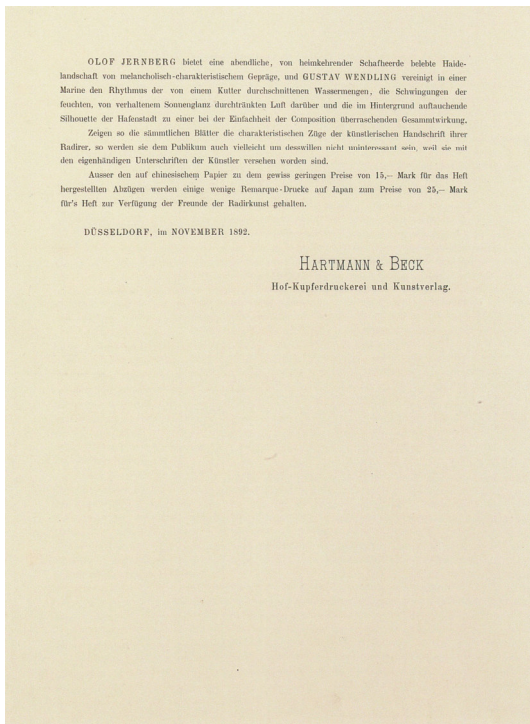 OLOF JERNBERG bietet eine abendliche, von heimkehrender Schafheerde belebte Haide-
landschaft von melancholisch-charakteristischem Gepräge, und GUSTAV WENDLING vereinigt in einer
Marine den Rhythmus der von einem Kutter durchschnittenen Wassermengen, die Schwingungen der
feuchten, von verhaltenem Sonnenglanz durchtränkten Luft darüber und die im Hintergrund auftauchende
Silhouette der Hafenstadt zu einer bei der Einfachheit der Composition überraschenden Gesammtwirkung.
Zeigen so die sämmtlichen Blätter die charakteristischen Züge der künstlerischen Handschrift ihrer
Radirer, so werden sie dem Publikum auch vielleicht um desswillen nicht uninteressant sein, weil sie mit
den eigenhändigen Unterschriften der Künstler versehen worden sind.
Ausser den auf chinesischem Papier zu dem gewiss geringen Preise von 15,— Mark für das Heft
hergestellten Abzügen werden einige wenige Remarque-Drucke auf Japan zum Preise von 25,— Mark
für's Heft zur Verfügung der Freunde der Radirkunst gehalten.
DÜSSELDORF, im NOVEMBER 1892.
HARTMANN & BECK
Hof-Kupferdruckerei und Kunstverlag.